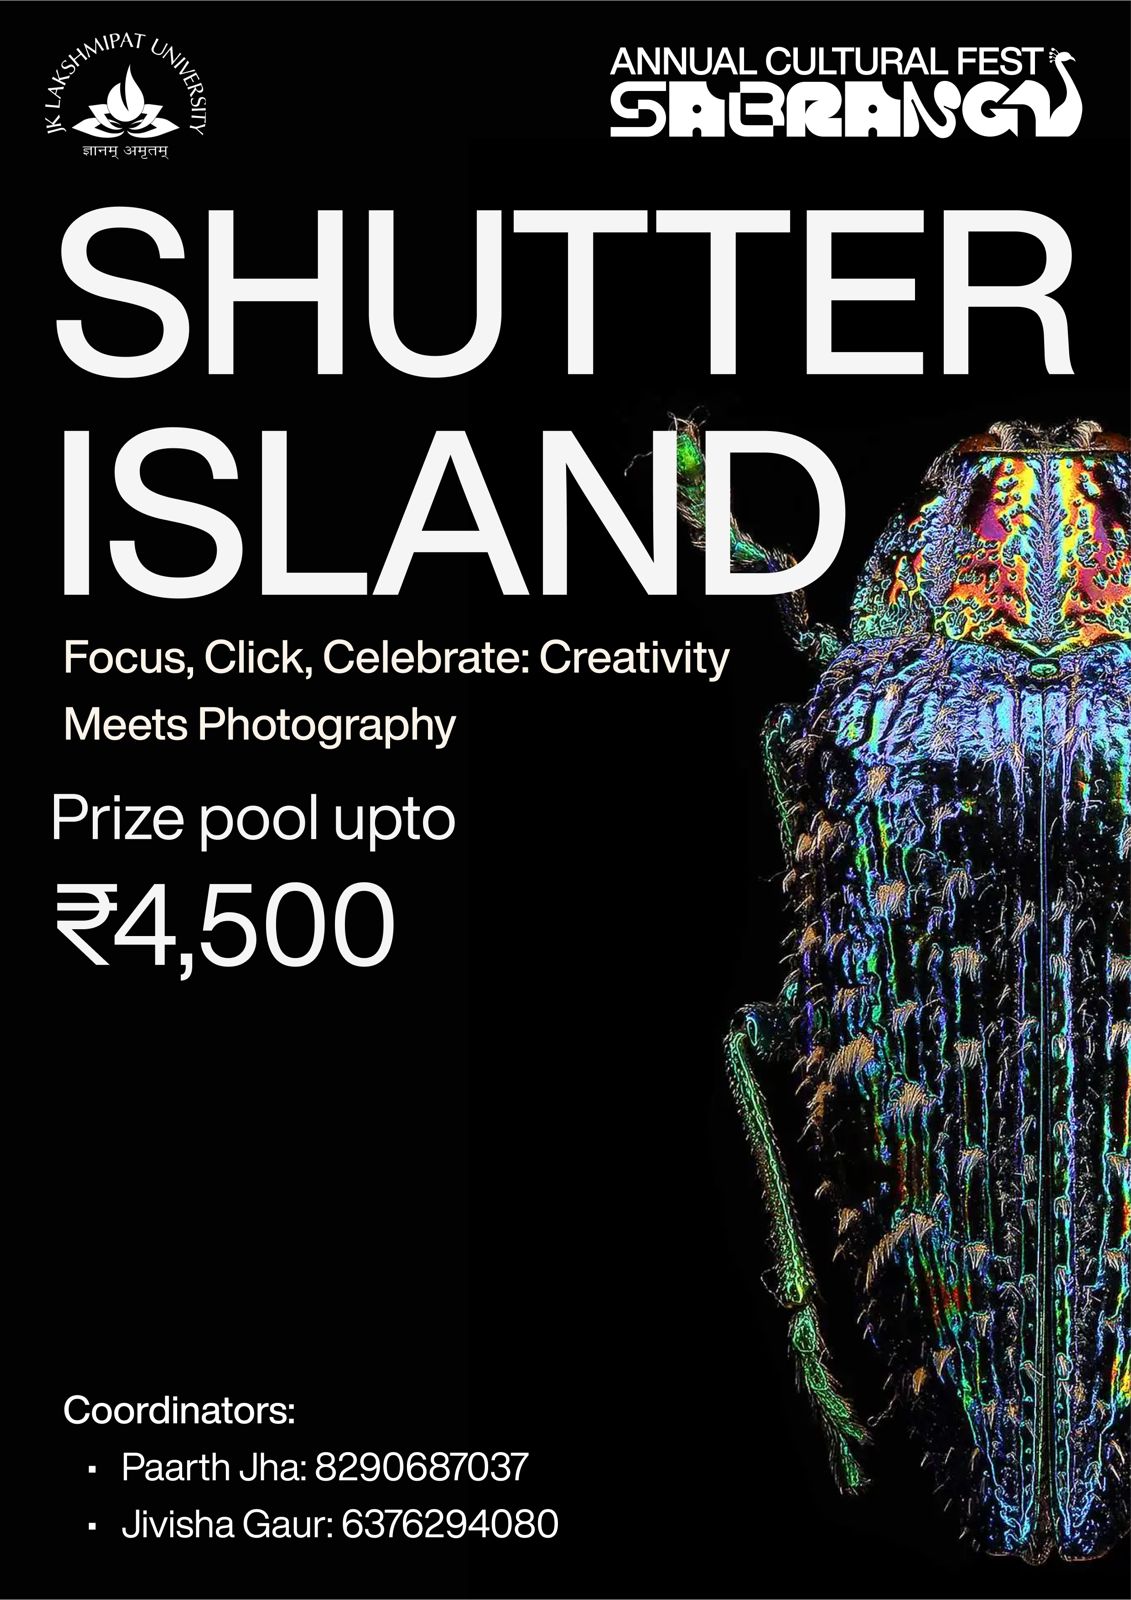 JK LAKSHMIPAT UNIVERSITY
ज्ञानम् अमृतम्
ANNUAL CULTURAL FEST
SABRANG
SHUTTER
ISLAND
Focus, Click, Celebrate: Creativity
Meets Photography
Prize pool upto
₹4,500
Coordinators:
▪ Paarth Jha: 8290687037
▪ Jivisha Gaur: 6376294080